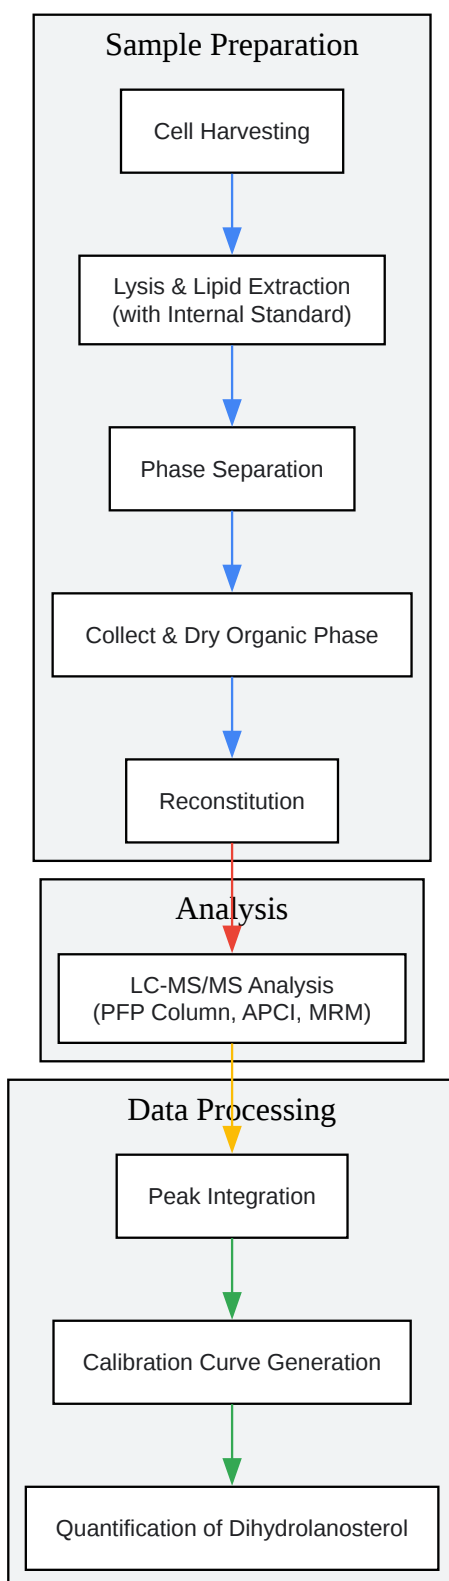 Sample Preparation
Cell Harvesting
Lysis & Lipid Extraction
(with Internal Standard)
Phase Separation
Collect & Dry Organic Phase
Reconstitution
Analysis
LC-MS/MS Analysis
(PFP Column, APCI, MRM)
Data Processing
Peak Integration
Calibration Curve Generation
Quantification of Dihydrolanosterol